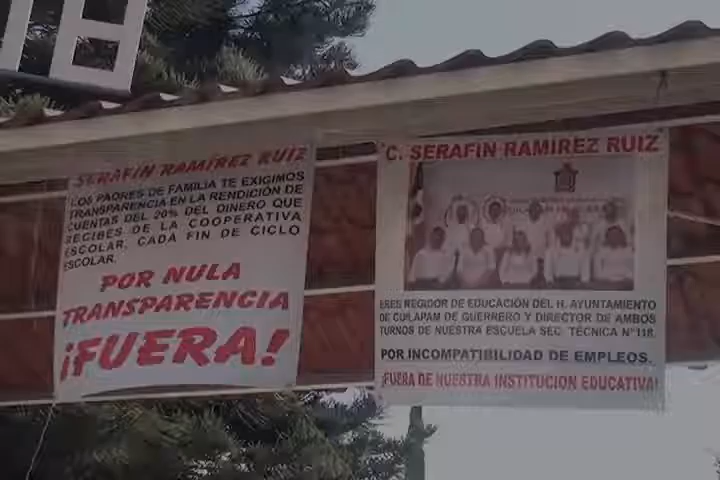 SERAFÍN RAMÍREZ RUIZ
LOS PADRES DE FAMILIA TE EXIGIMOS
TRANSPARENCIA EN LA RENDICIÓN DE
CUENTAS DEL 20% DEL DINERO QUE
RECIBES DE LA COOPERATIVA
ESCOLAR, CADA FIN DE CICLO
ESCOLAR.
POR NULA
TRANSPARENCIA
¡FUERA!
C. SERAFIN RAMIREZ RUIZ
ERES REGIDOR DE EDUCACIÓN DEL H. AYUNTAMIENTO
DE CUILAPAM DE GUERRERO Y DIRECTOR DE AMBOS
TURNOS DE NUESTRA ESCUELA SEC. TÉCNICA N°118.
POR INCOMPATIBILIDAD DE EMPLEOS.
¡FUERA DE NUESTRA INSTITUCION EDUCATIVA!